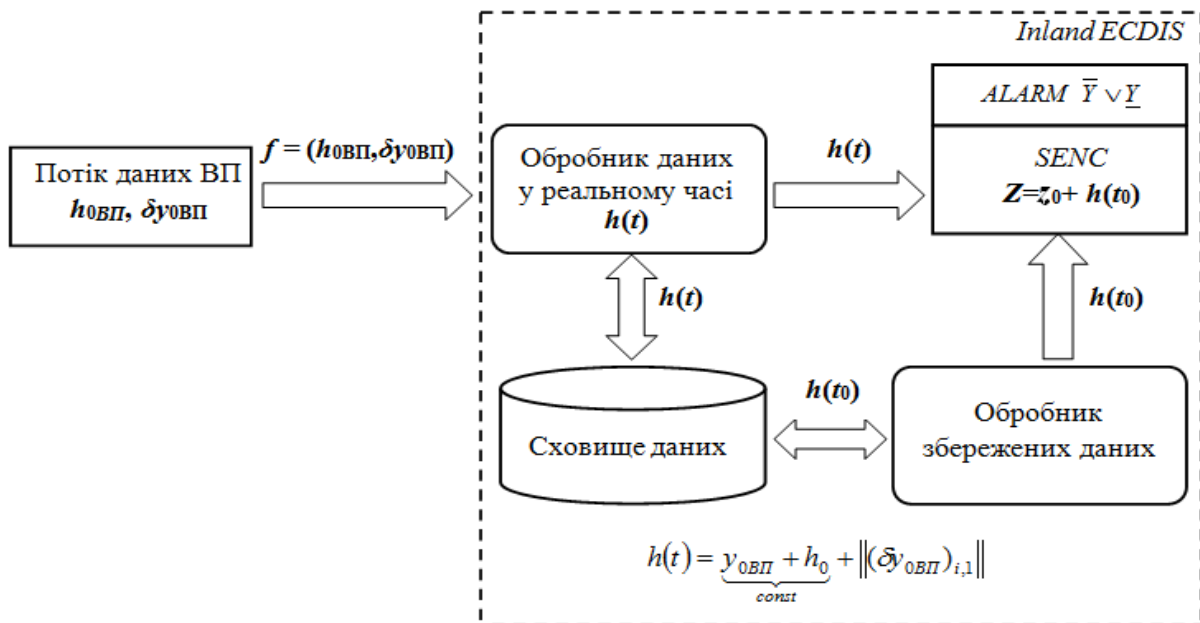 Inland ECDIS
ALARM Y̅ ∨ Y̲
SENC
Z=z₀+ h(t₀)
Потік даних ВП
h₀ВП, δy₀ВП
f = (h₀ВП,δy₀ВП)
Обробник даних
у реальному часі
h(t)
h(t)
h(t)
h(t₀)
Сховище даних
h(t₀)
Обробник
збережених даних
h(t) = y₀ВП + h₀ + ‖(δy₀ВП)i,1‖
const